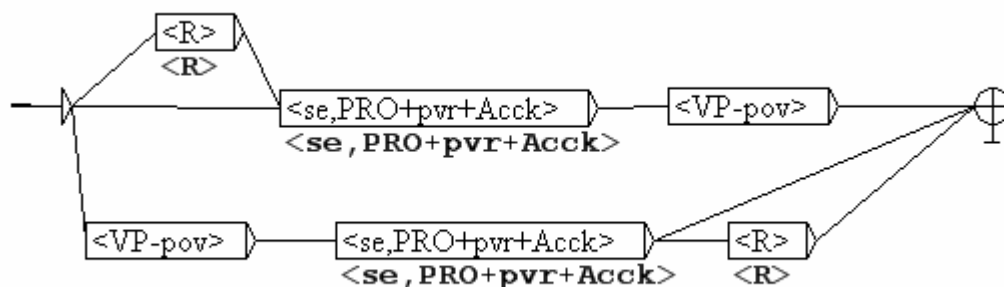 <R>
<R>
<se,PRO+pvr+Acck> <VP-pov>
<se,PRO+pvr+Acck>
<VP-pov> <se,PRO+pvr+Acck> <R>
<se,PRO+pvr+Acck> <R>